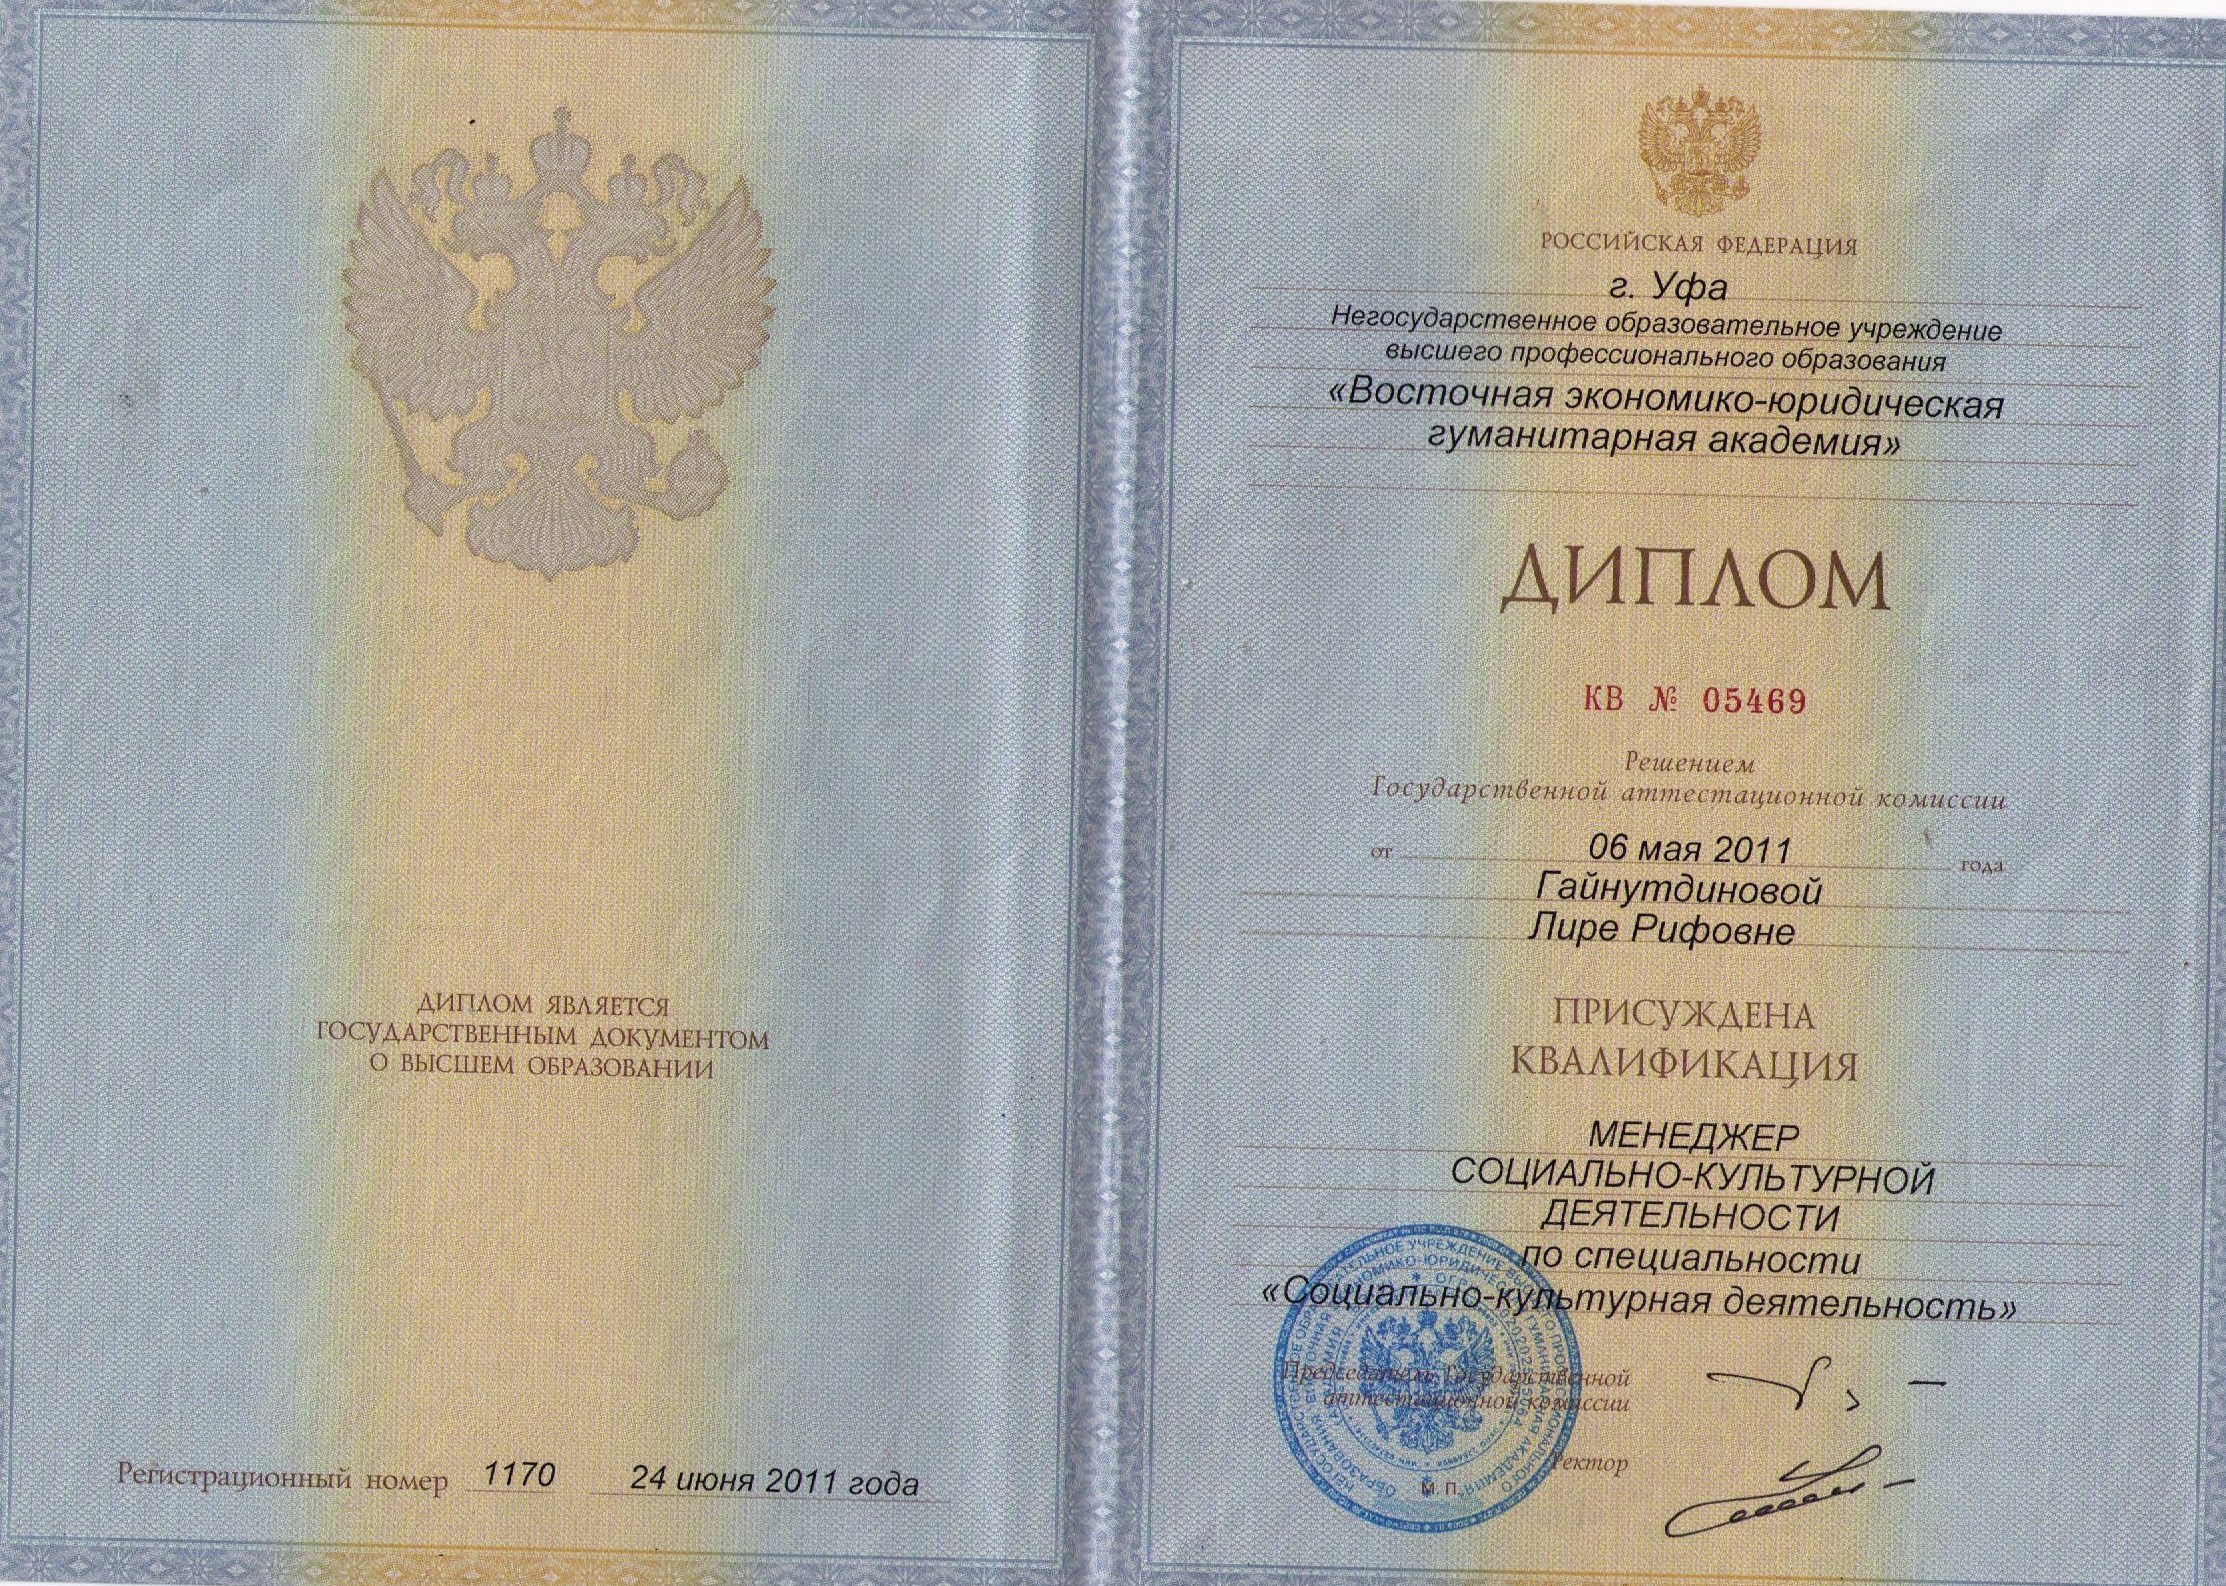 ДИПЛОМ ЯВЛЯЕТСЯ
ГОСУДАРСТВЕННЫМ ДОКУМЕНТОМ
О ВЫСШЕМ ОБРАЗОВАНИИ
Регистрационный номер 1170 24 июня 2011 года
РОССИЙСКАЯ ФЕДЕРАЦИЯ
г. Уфа
Негосударственное образовательное учреждение
высшего профессионального образования
«Восточная экономико-юридическая
гуманитарная академия»
ДИПЛОМ
КВ № 05469
Решением
Государственной аттестационной комиссии
от 06 мая 2011 года
Гайнутдиновой
Лире Рифовне
ПРИСУЖДЕНА
КВАЛИФИКАЦИЯ
МЕНЕДЖЕР
СОЦИАЛЬНО-КУЛЬТУРНОЙ
ДЕЯТЕЛЬНОСТИ
по специальности
«Социально-культурная деятельность»
Председатель Государственной
аттестационной комиссии
Ректор
М. П.